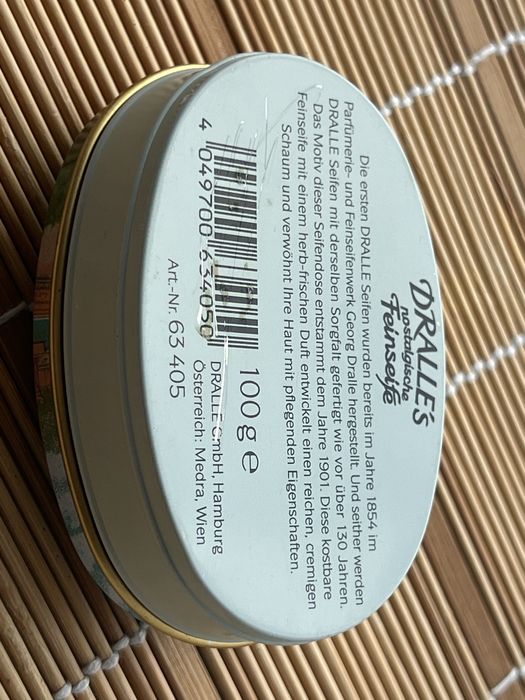 DRALLE'S
nostalgische
Feinseife
Die ersten DRALLE Seifen wurden bereits im Jahre 1854 im
Parfümerie- und Feinseifenwerk Georg Dralle hergestellt. Und seither werden
DRALLE Seifen mit derselben Sorgfalt gefertigt wie vor über 130 Jahren.
Das Motiv dieser Seifendose entstammt dem Jahre 1901. Diese kostbare
Feinseife mit einem herb-frischen Duft entwickelt einen reichen, cremigen
Schaum und verwöhnt Ihre Haut mit pflegenden Eigenschaften.
100 g e
4 049700 634050
DRALLE GmbH, Hamburg
Österreich: Medra, Wien
Art.-Nr. 63 405